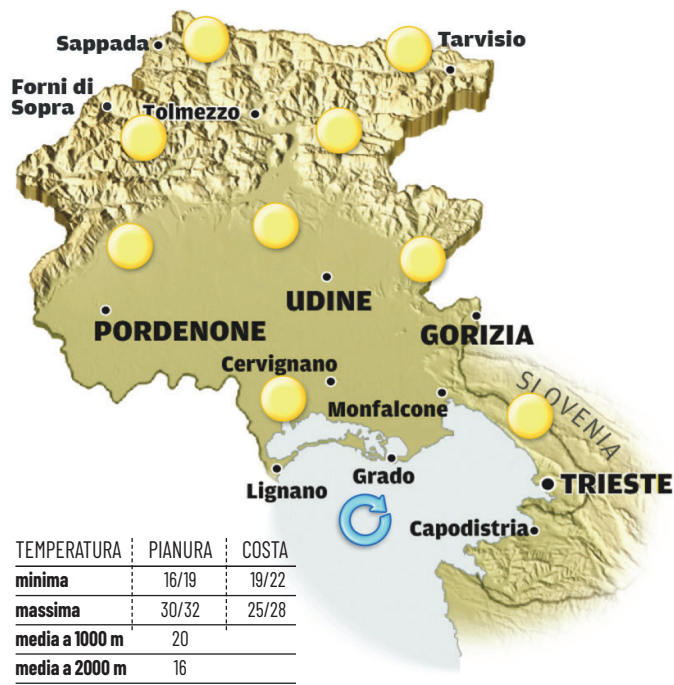 Sappada
Tarvisio
Forni di
Sopra
Tolmezzo
UDINE
PORDENONE
GORIZIA
Cervignano
SLOVENIA
Monfalcone
Grado
Lignano
TRIESTE
Capodistria
TEMPERATURA PIANURA COSTA
minima 16/19 19/22
massima 30/32 25/28
media a 1000 m 20
media a 2000 m 16